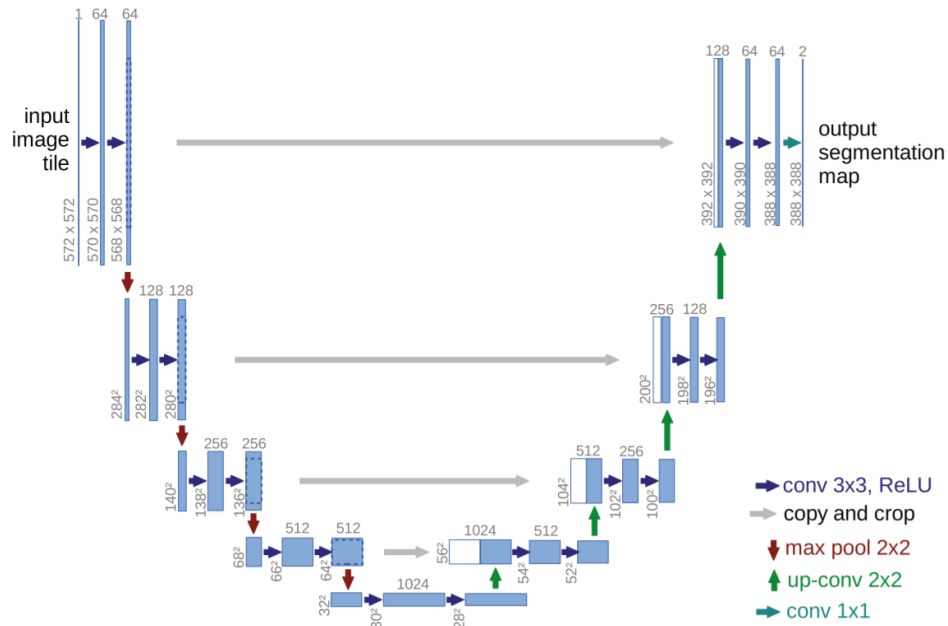 1 64 64
input
image
tile
572 x 572
570 x 570
568 x 568
128 64 64 2
output
segmentation
map
392 x 392
390 x 390
388 x 388
388 x 388
128 128
284²
282²
280²
256 128
200²
198²
196²
256 256
140²
138²
136²
512 256
104²
102²
100²
512 512
68²
66²
64²
1024 512
56²
54²
52²
1024
32²
30²
28²
conv 3x3, ReLU
copy and crop
max pool 2x2
up-conv 2x2
conv 1x1